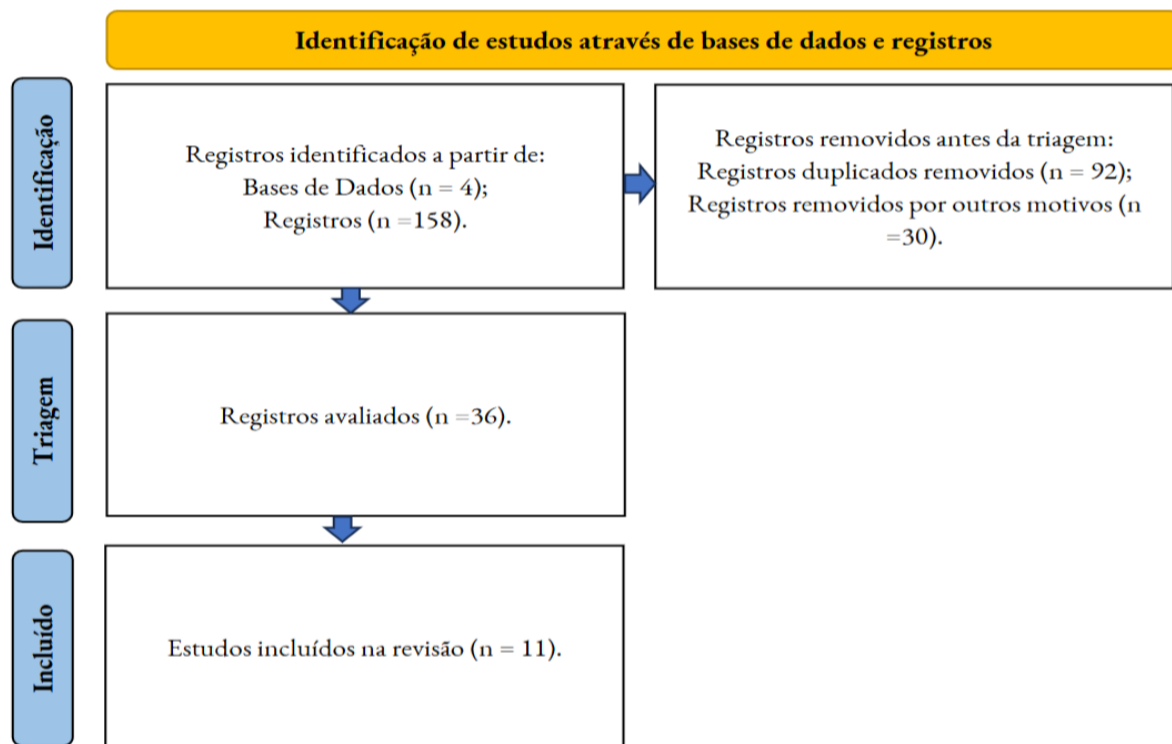 Identificação de estudos através de bases de dados e registros
Identificação
Registros identificados a partir de:
Bases de Dados (n = 4);
Registros (n =158).
Registros removidos antes da triagem:
Registros duplicados removidos (n = 92);
Registros removidos por outros motivos (n
=30).
Triagem
Registros avaliados (n =36).
Incluído
Estudos incluídos na revisão (n = 11).